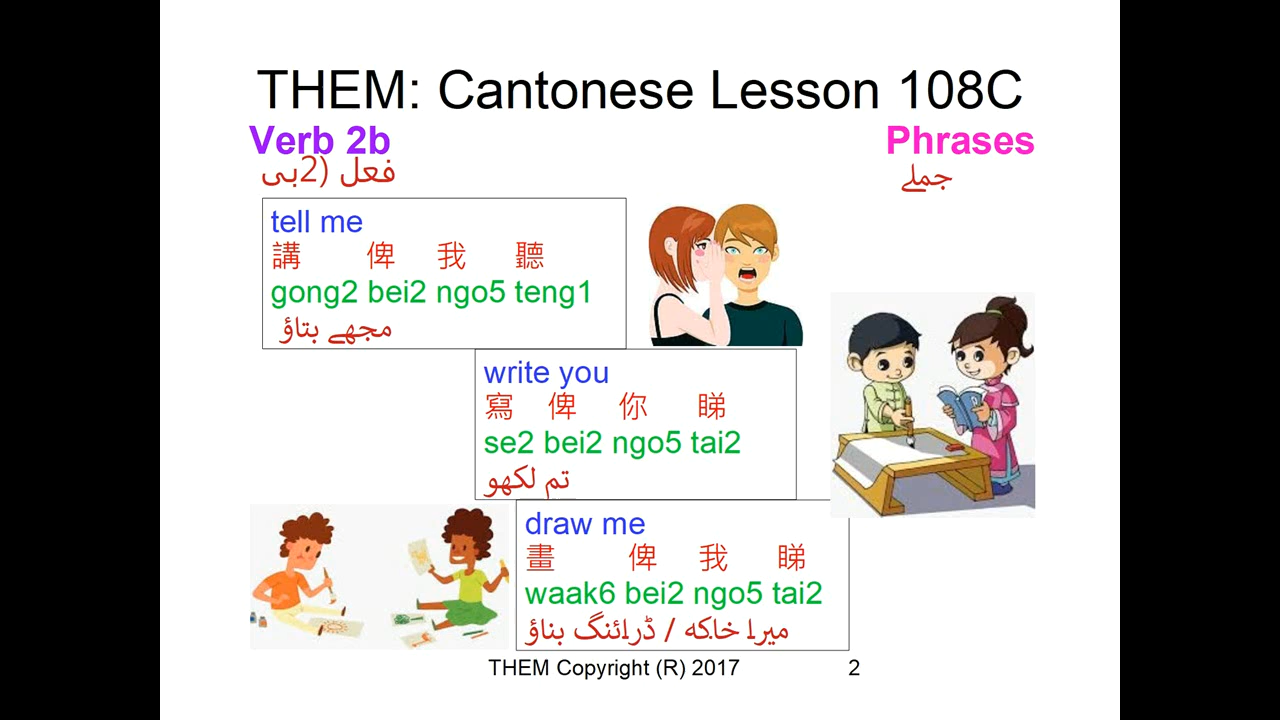 THEM: Cantonese Lesson 108C
Verb 2b
Phrases
فعل (2بی
جملے
tell me
講 俾 我 聽
gong2 bei2 ngo5 teng1
مجھے بتاؤ
write you
寫 俾 你 睇
se2 bei2 ngo5 tai2
تم لکھو
draw me
畫 俾 我 睇
waak6 bei2 ngo5 tai2
میرا خاکہ / ڈرائنگ بناؤ
THEM Copyright (R) 2017
2